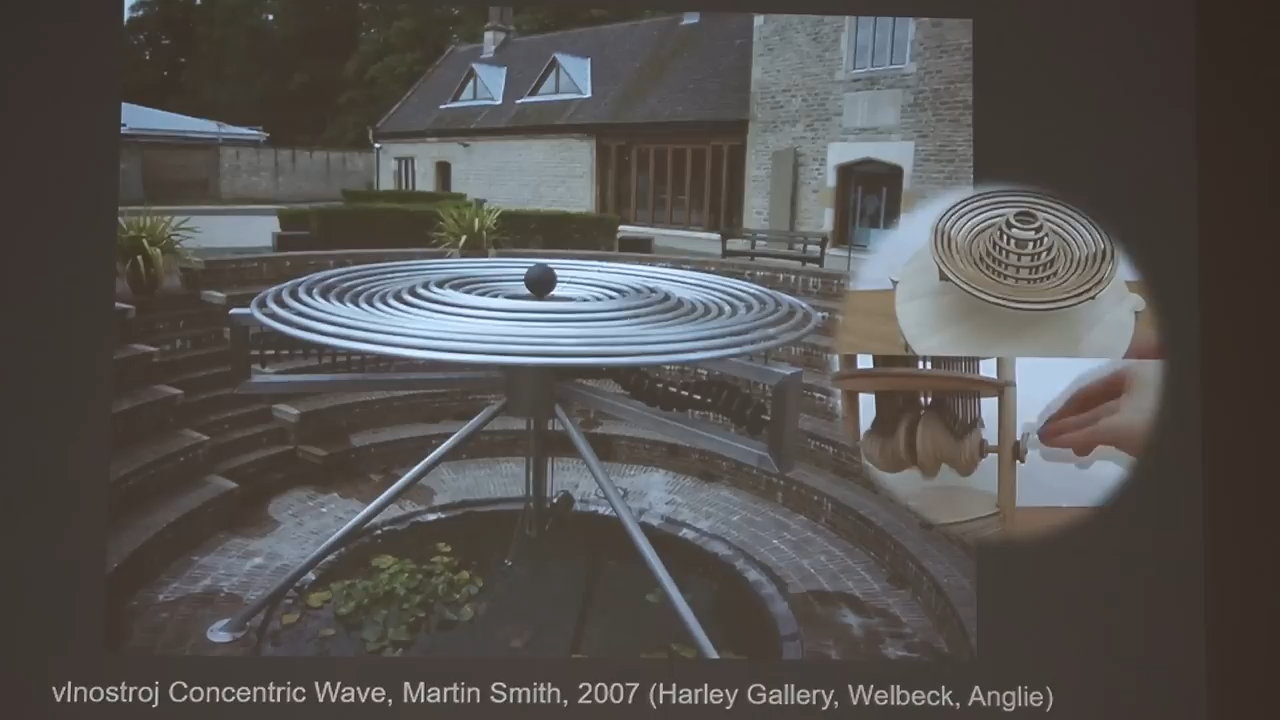 vlnostroj Concentric Wave, Martin Smith, 2007 (Harley Gallery, Welbeck, Anglie)